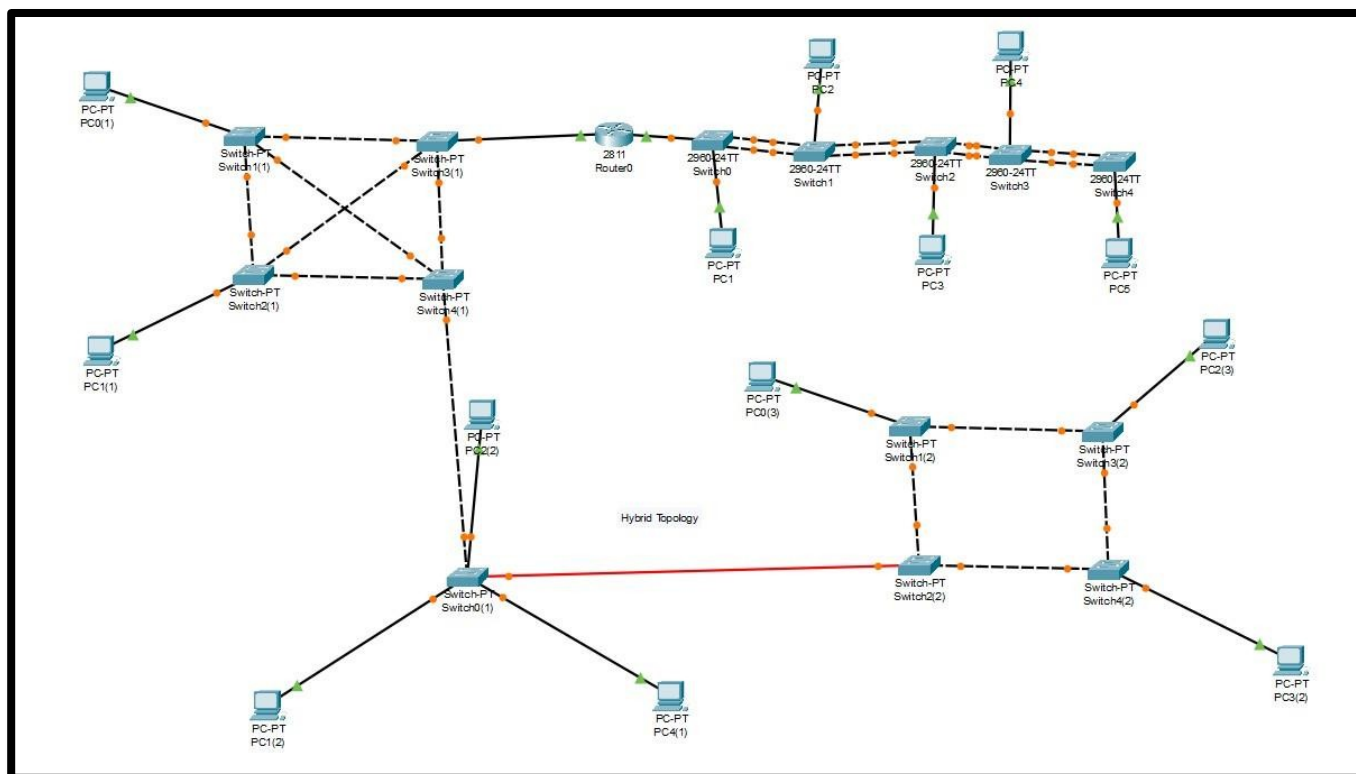 PC-PT
PC0(1)
Switch-PT
Switch1(1)
Switch-PT
Switch3(1)
2811
Router0
2960-24TT
Switch0
PC-PT
PC2
2960-24TT
Switch1
2960-24TT
Switch2
PC-PT
PC4
2960-24TT
Switch3
2960-24TT
Switch4
PC-PT
PC1
PC-PT
PC3
PC-PT
PC5
Switch-PT
Switch2(1)
Switch-PT
Switch4(1)
PC-PT
PC1(1)
PC-PT
PC2(2)
PC-PT
PC0(3)
PC-PT
PC2(3)
Switch-PT
Switch1(2)
Switch-PT
Switch3(2)
Hybrid Topology
Switch-PT
Switch0(1)
Switch-PT
Switch2(2)
Switch-PT
Switch4(2)
PC-PT
PC1(2)
PC-PT
PC4(1)
PC-PT
PC3(2)